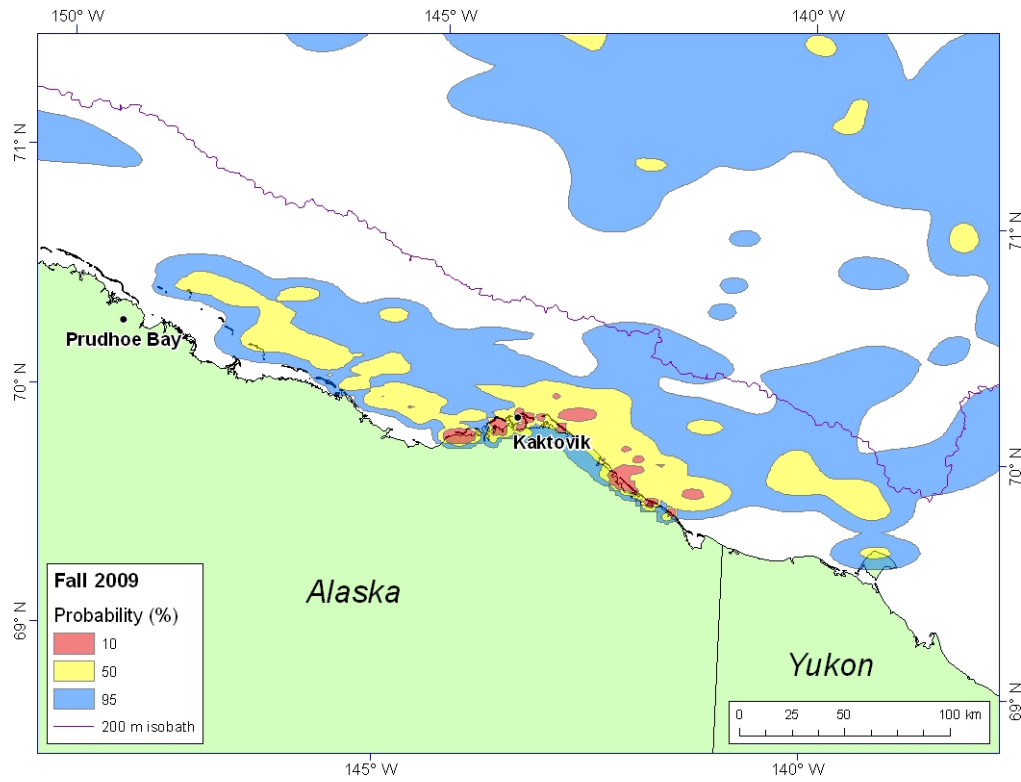 150° W
145° W
140° W
71° N
71° N
Prudhoe Bay
70° N
Kaktovik
70° N
Fall 2009
Probability (%)
10
50
95
200 m isobath
Alaska
Yukon
69° N
69° N
0 25 50 100 km
145° W
140° W